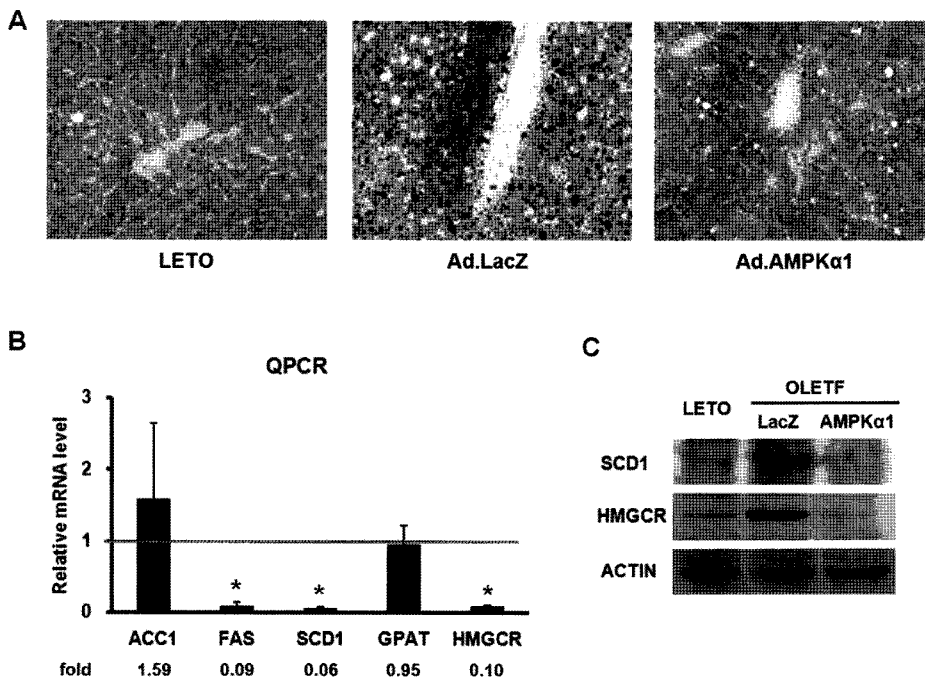 A
LETO
Ad.LacZ
Ad.AMPKα1
B
QPCR
Relative mRNA level
3
2
1
0
*
*
*
ACC1 FAS SCD1 GPAT HMGCR
fold 1.59 0.09 0.06 0.95 0.10
C
OLETF
LETO
LacZ AMPKα1
SCD1
HMGCR
ACTIN